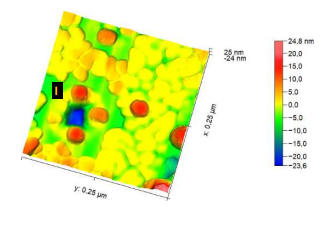 I
25 nm
-24 nm
x: 0,25 µm
y: 0,25 µm
24,8 nm
20,0
15,0
10,0
5,0
0,0
−5,0
−10,0
−15,0
−20,0
−23,6